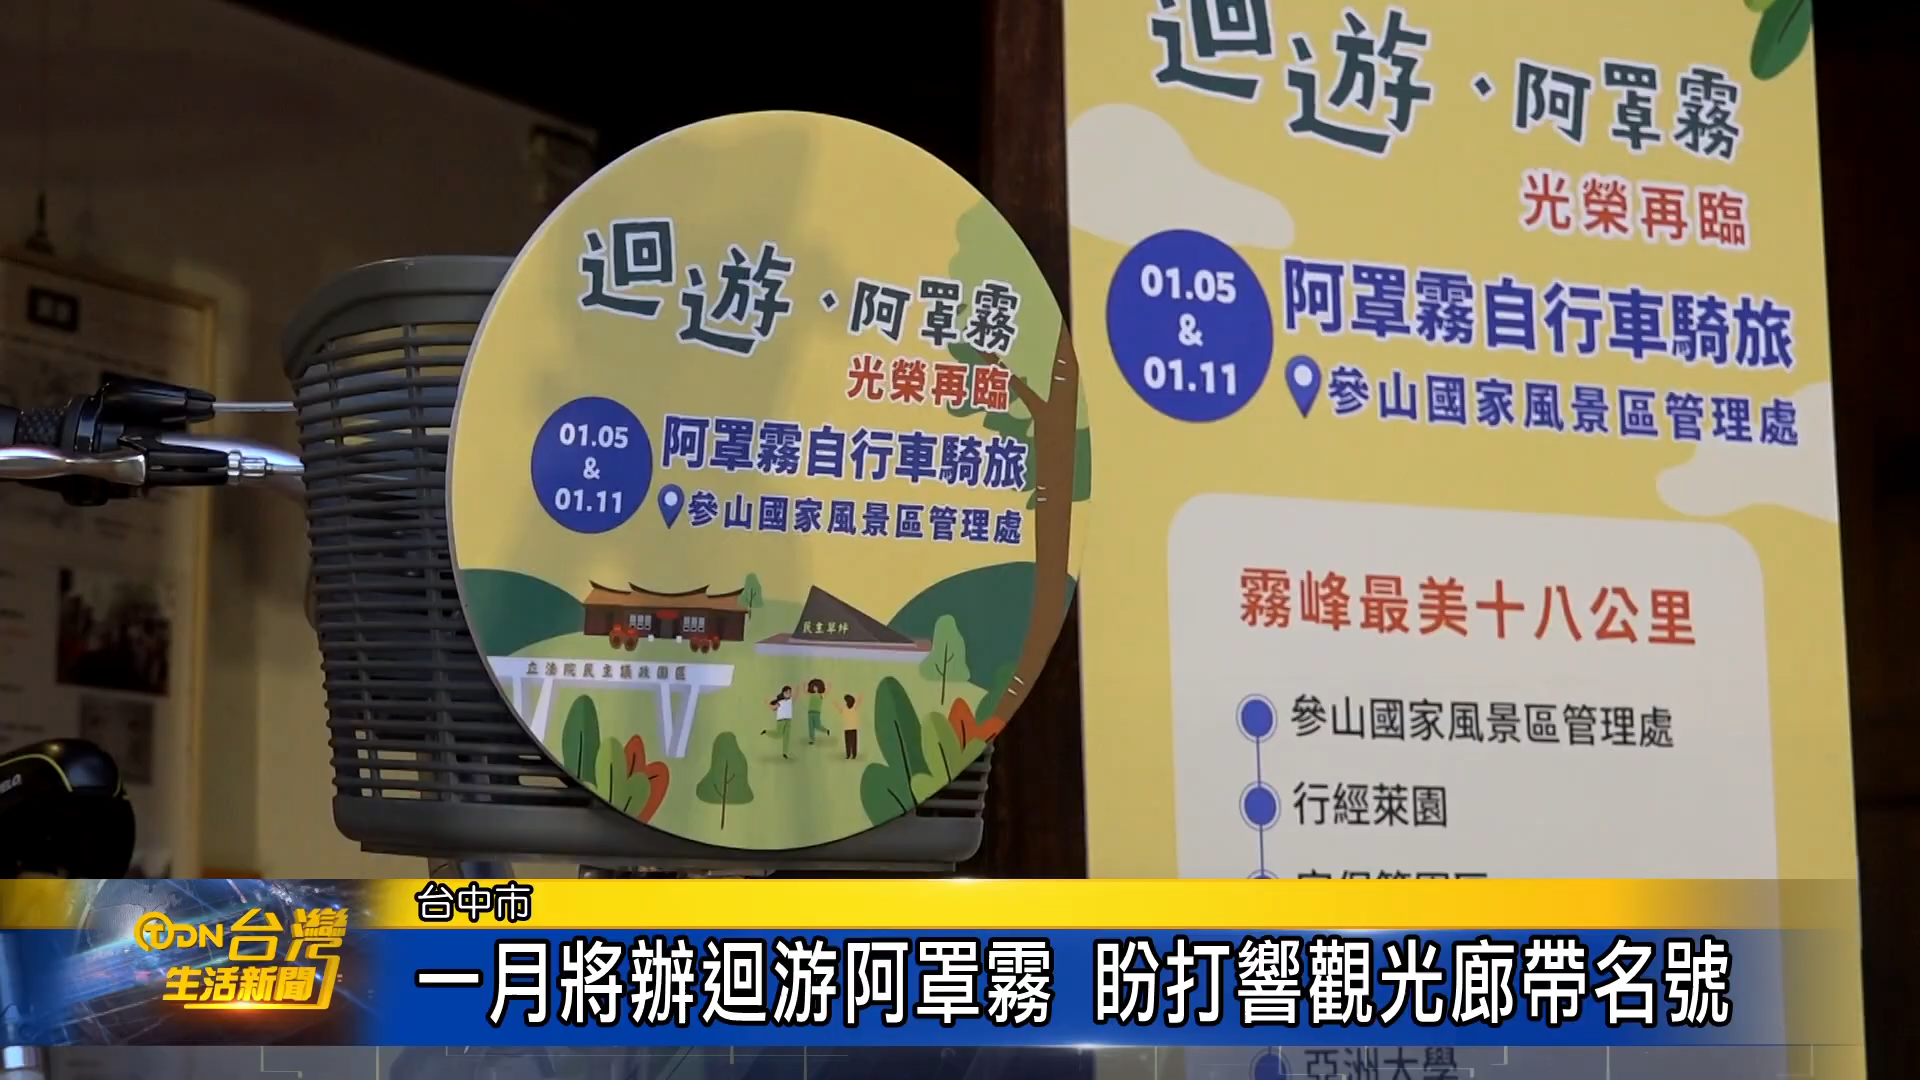 迴遊・阿罩霧
光榮再臨
01.05
&
01.11
阿罩霧自行車騎旅
參山國家風景區管理處
民主草坪
立法院民主議政園區
迴遊・阿罩霧
光榮再臨
01.05
&
01.11
阿罩霧自行車騎旅
參山國家風景區管理處
霧峰最美十八公里
參山國家風景區管理處
行經萊園
亞洲大學
台中市
TDN台灣
生活新聞
一月將辦迴游阿罩霧 盼打響觀光廊帶名號